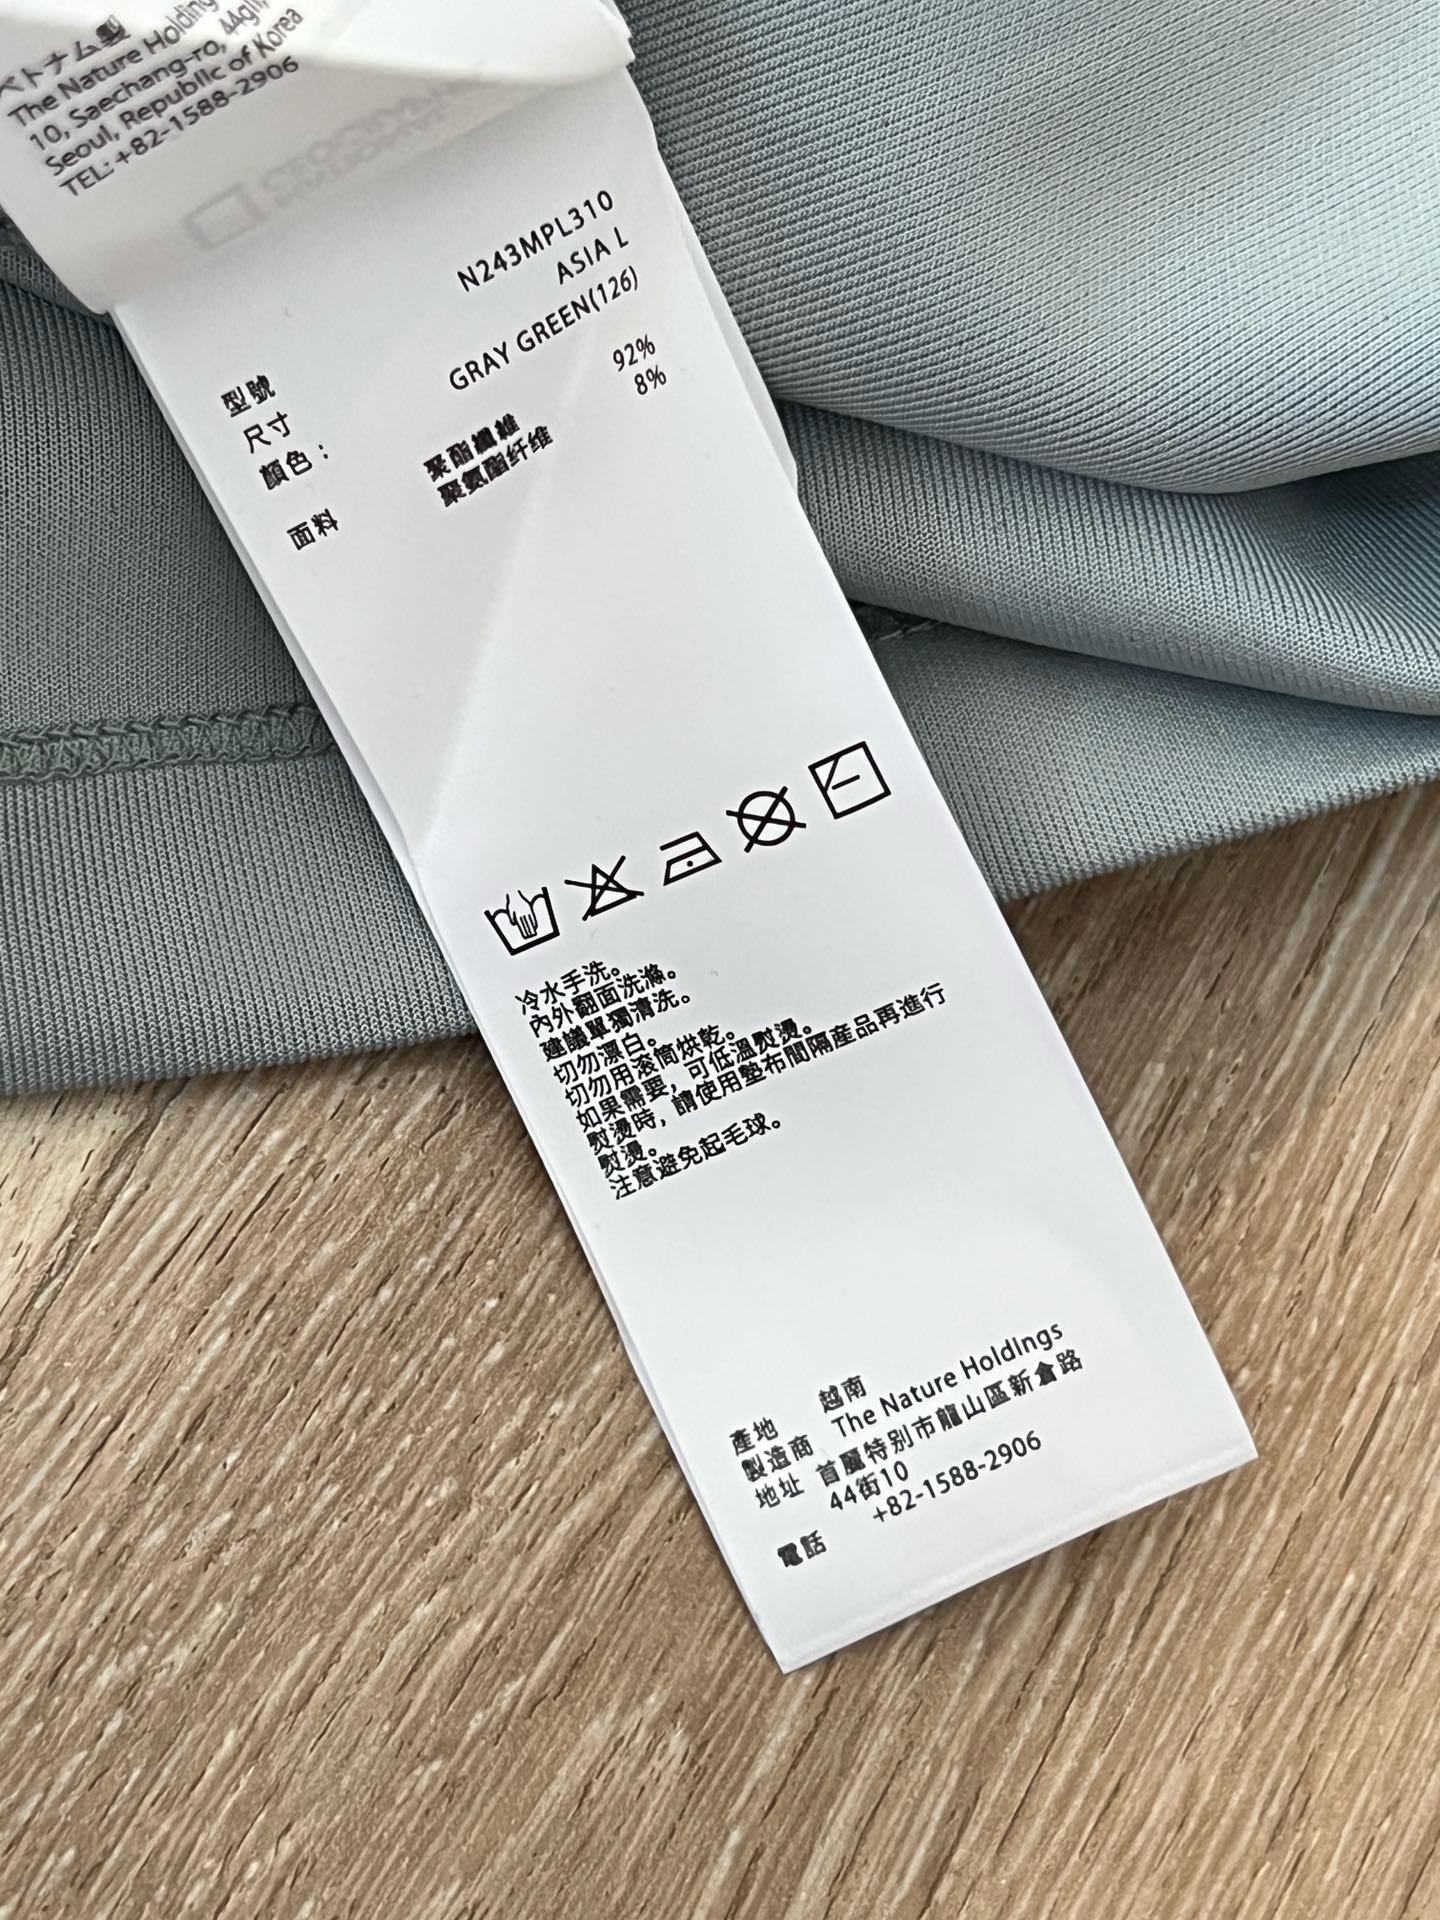 ベトナム製
The Nature Holding
10, Saechang-ro, 44gil,
Seoul, Republic of Korea
TEL: +82-1588-2906
型號 N243MPL310
尺寸 ASIA L
顏色： GRAY GREEN(126)
面料 聚酯纖維 92%
聚氨酯纤维 8%
冷水手洗。
內外翻面洗滌。
建議單獨清洗。
切勿漂白。
切勿用滚筒烘乾。
如果需要，可低溫熨燙。
熨燙時，請使用墊布間隔産品再進行
熨燙。
注意避免起毛球。
產地 越南
製造商 The Nature Holdings
地址 首麗特別市龍山區新倉路
44街10
電話 +82-1588-2906